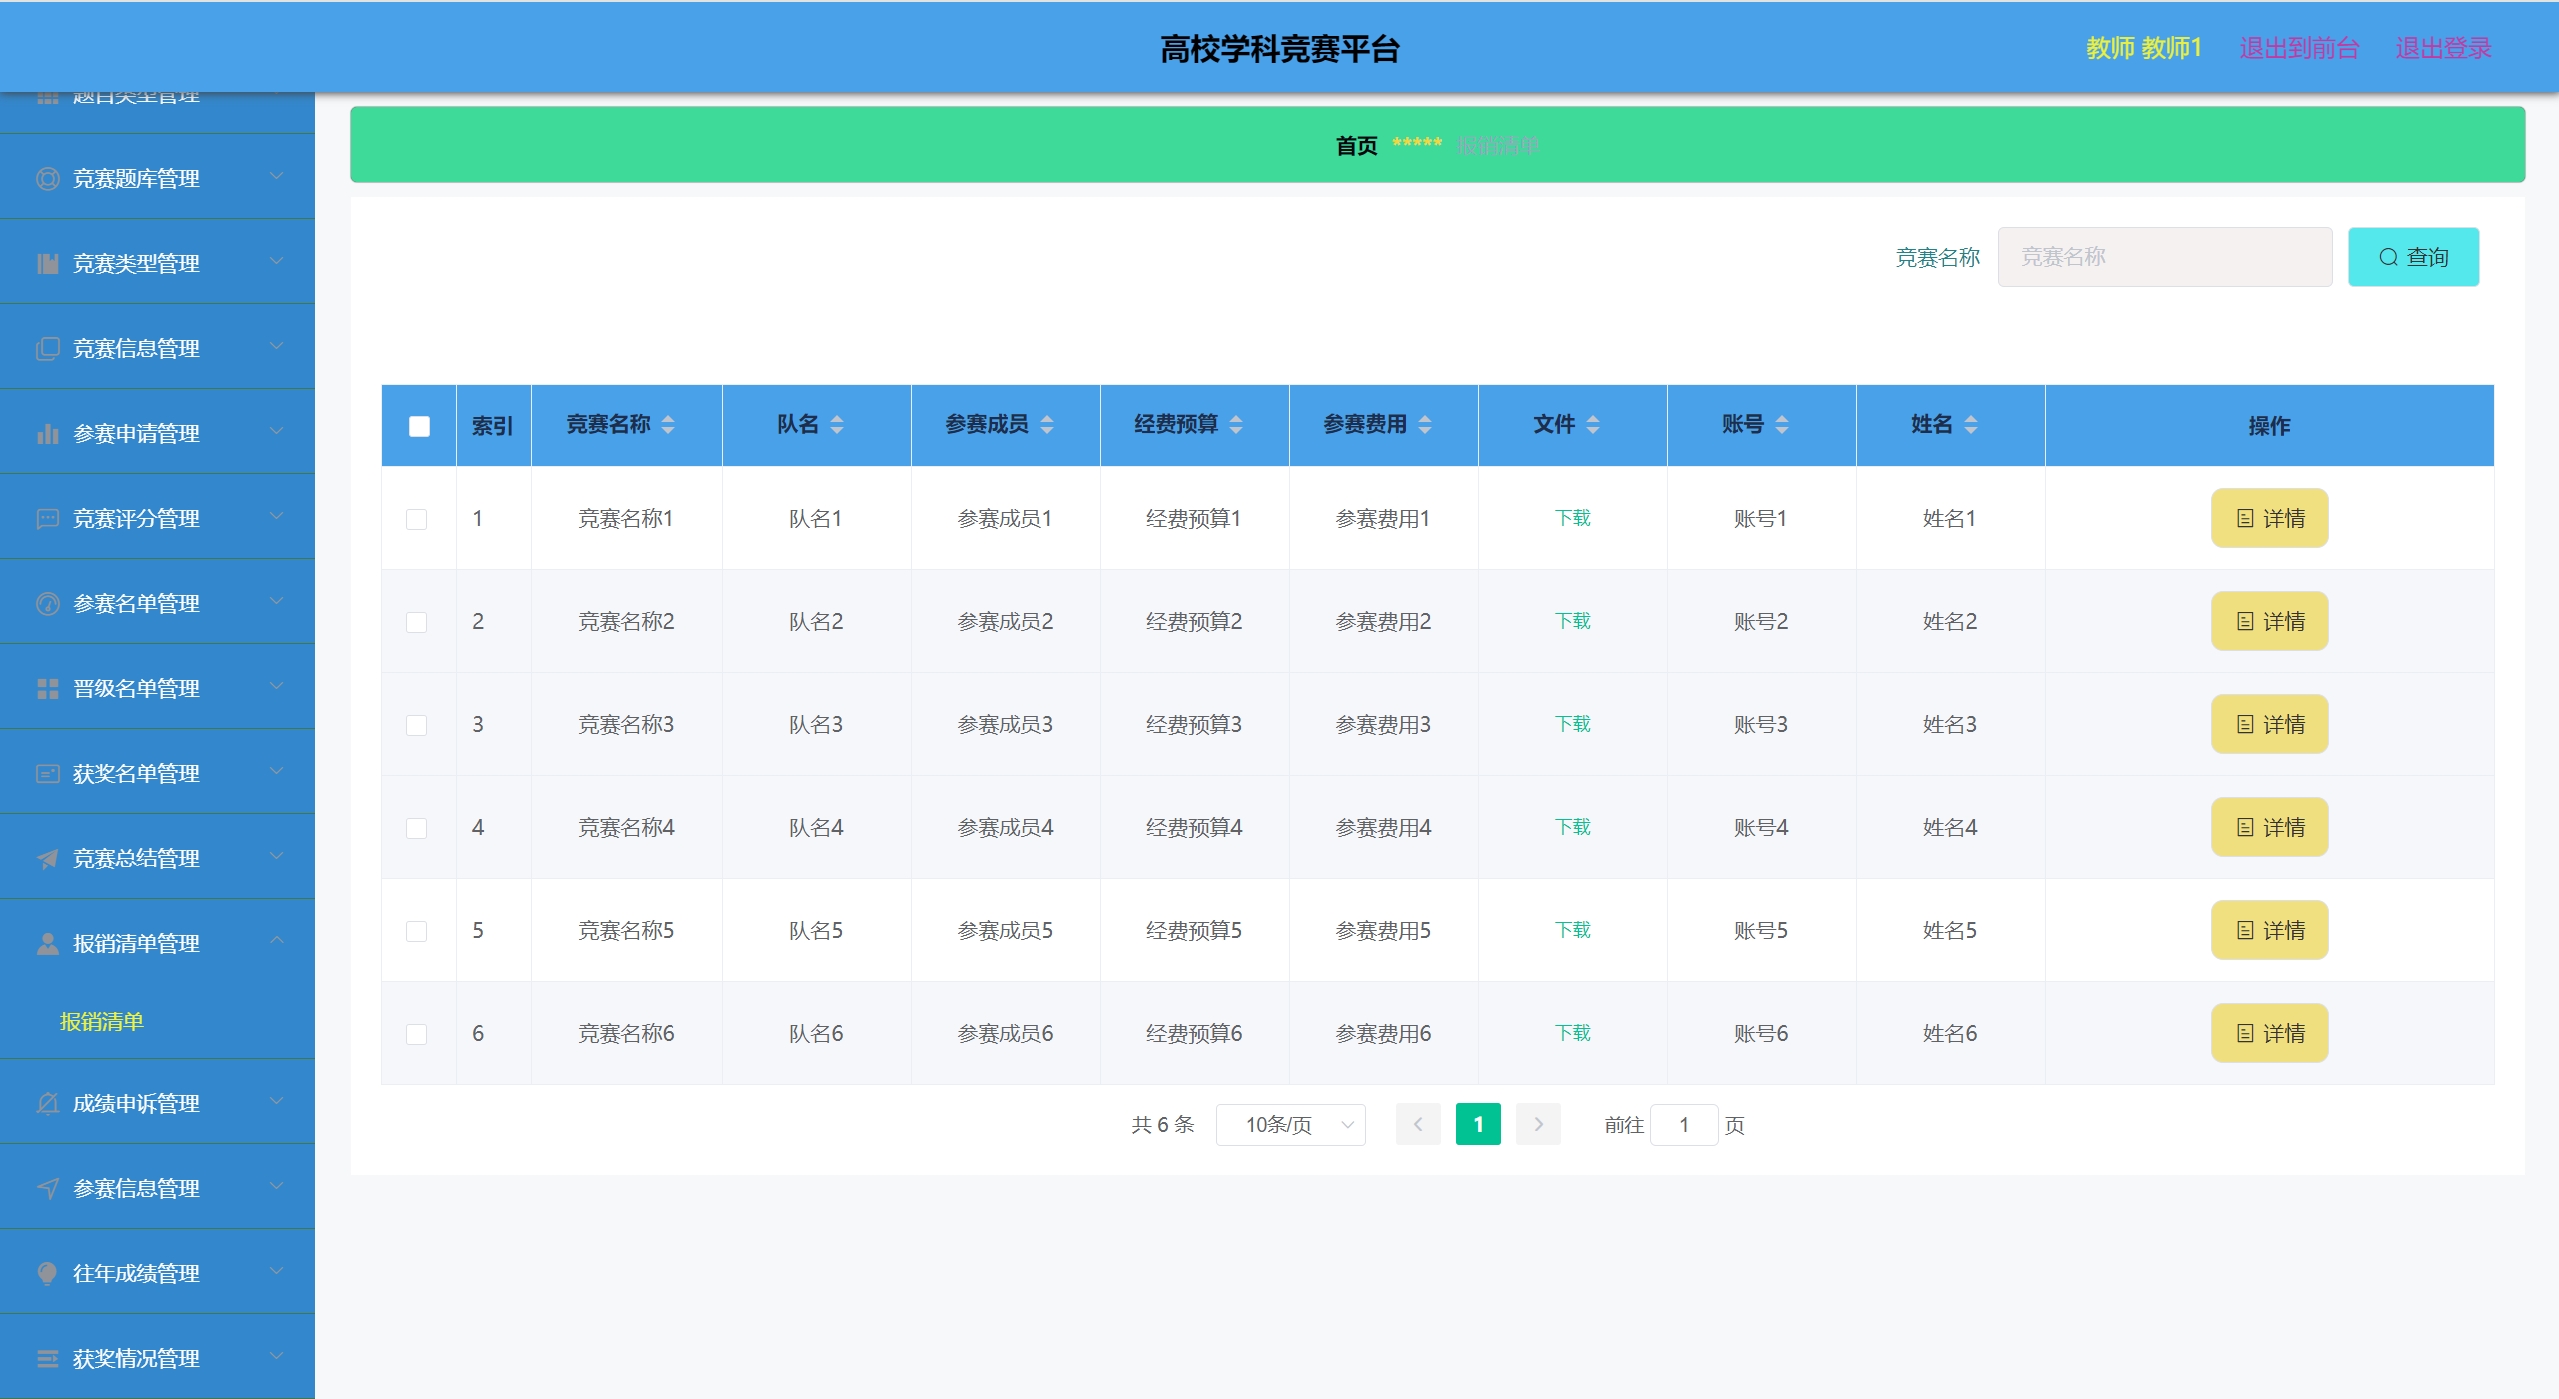 高校学科竞赛平台
教师 教师1 退出到前台 退出登录
题目类型管理
竞赛题库管理
竞赛类型管理
竞赛信息管理
参赛申请管理
竞赛评分管理
参赛名单管理
晋级名单管理
获奖名单管理
竞赛总结管理
报销清单管理
报销清单
成绩申诉管理
参赛信息管理
往年成绩管理
获奖情况管理
首页 ***** 报销清单
竞赛名称 竞赛名称 查询
索引 竞赛名称 队名 参赛成员 经费预算 参赛费用 文件 账号 姓名 操作
1 竞赛名称1 队名1 参赛成员1 经费预算1 参赛费用1 下载 账号1 姓名1 详情
2 竞赛名称2 队名2 参赛成员2 经费预算2 参赛费用2 下载 账号2 姓名2 详情
3 竞赛名称3 队名3 参赛成员3 经费预算3 参赛费用3 下载 账号3 姓名3 详情
4 竞赛名称4 队名4 参赛成员4 经费预算4 参赛费用4 下载 账号4 姓名4 详情
5 竞赛名称5 队名5 参赛成员5 经费预算5 参赛费用5 下载 账号5 姓名5 详情
6 竞赛名称6 队名6 参赛成员6 经费预算6 参赛费用6 下载 账号6 姓名6 详情
共 6 条 10条/页 1 前往 1 页